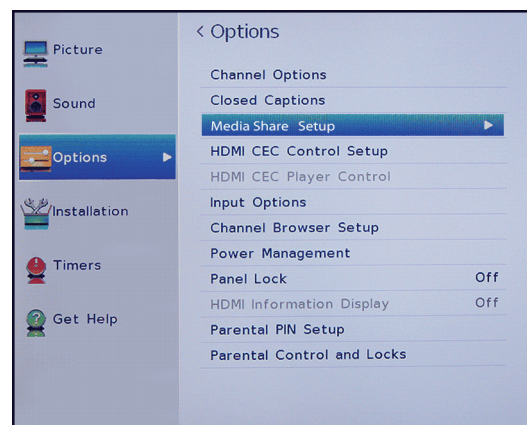 Options
Picture
Sound
Options
Installation
Timers
Get Help
Channel Options
Closed Captions
Media Share Setup
HDMI CEC Control Setup
HDMI CEC Player Control
Input Options
Channel Browser Setup
Power Management
Panel Lock Off
HDMI Information Display Off
Parental PIN Setup
Parental Control and Locks